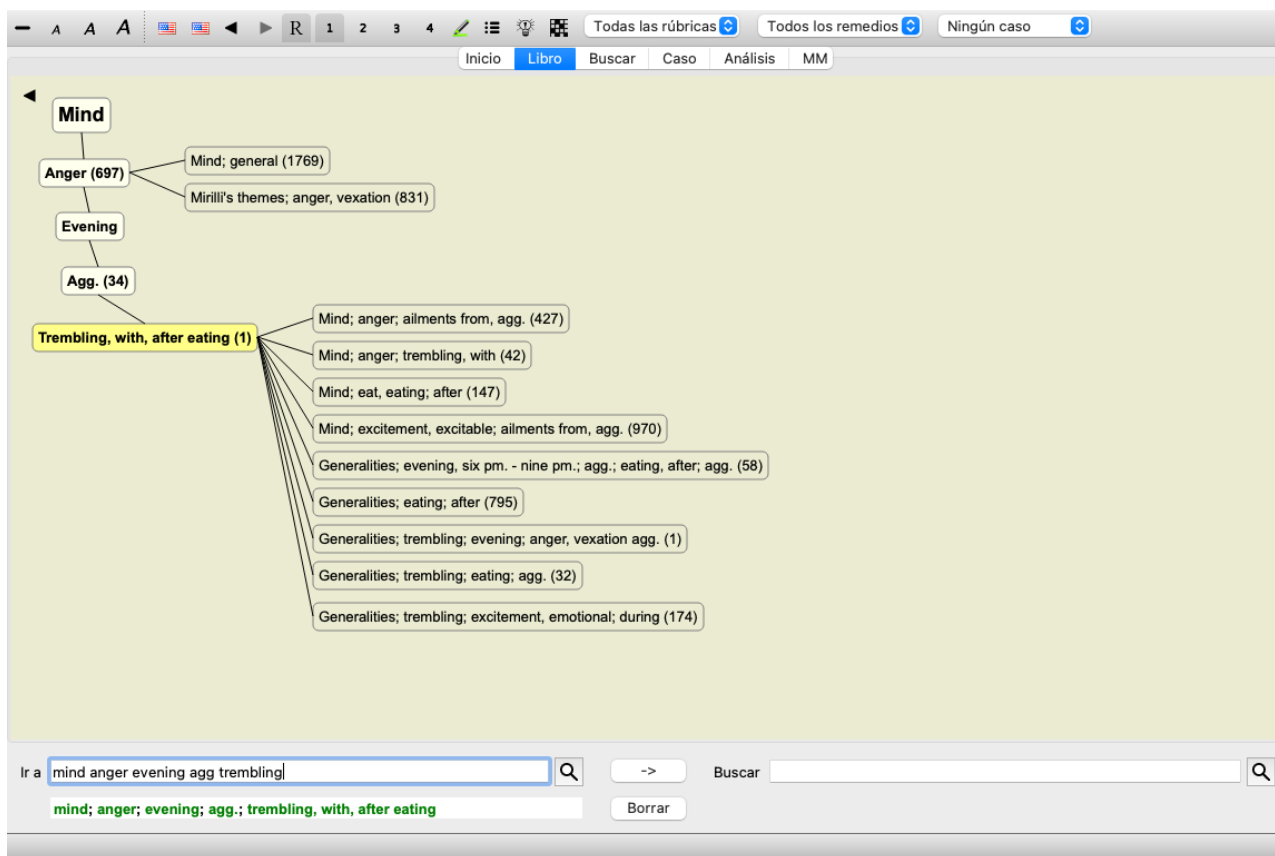 A A A R 1 2 3 4 Todas las rúbricas Todos los remedios Ningún caso
Inicio Libro Buscar Caso Análisis MM
Mind
Anger (697)
Mind; general (1769)
Mirilli's themes; anger, vexation (831)
Evening
Agg. (34)
Trembling, with, after eating (1)
Mind; anger; ailments from, agg. (427)
Mind; anger; trembling, with (42)
Mind; eat, eating; after (147)
Mind; excitement, excitable; ailments from, agg. (970)
Generalities; evening, six pm. - nine pm.; agg.; eating, after; agg. (58)
Generalities; eating; after (795)
Generalities; trembling; evening; anger, vexation agg. (1)
Generalities; trembling; eating; agg. (32)
Generalities; trembling; excitement, emotional; during (174)
Ir a mind anger evening agg trembling -> Buscar
mind; anger; evening; agg.; trembling, with, after eating Borrar